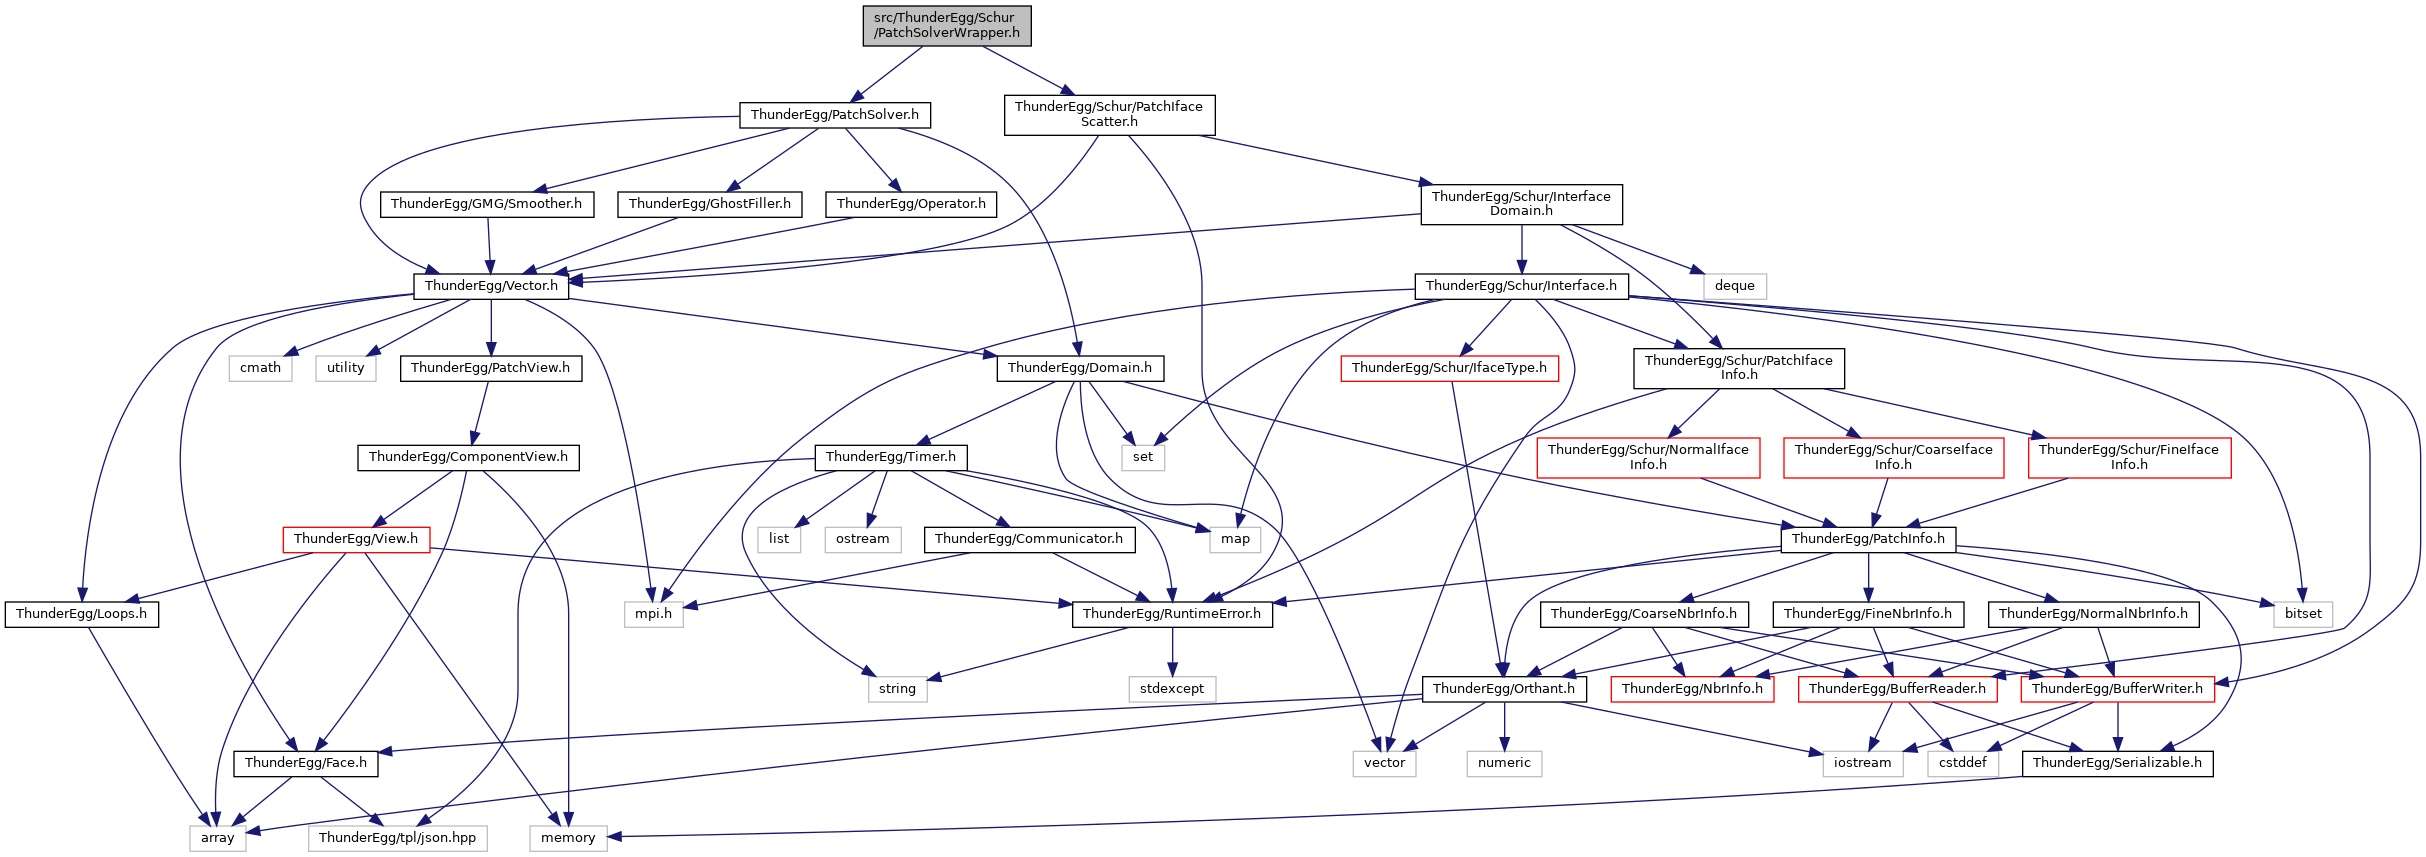 src/ThunderEgg/Schur
/PatchSolverWrapper.h
ThunderEgg/PatchSolver.h
ThunderEgg/Schur/PatchIface
Scatter.h
ThunderEgg/GMG/Smoother.h
ThunderEgg/GhostFiller.h
ThunderEgg/Operator.h
ThunderEgg/Schur/Interface
Domain.h
ThunderEgg/Vector.h
ThunderEgg/Schur/Interface.h
deque
cmath
utility
ThunderEgg/PatchView.h
ThunderEgg/Domain.h
ThunderEgg/Schur/IfaceType.h
ThunderEgg/Schur/PatchIface
Info.h
ThunderEgg/ComponentView.h
ThunderEgg/Timer.h
set
ThunderEgg/Schur/NormalIface
Info.h
ThunderEgg/Schur/CoarseIface
Info.h
ThunderEgg/Schur/FineIface
Info.h
ThunderEgg/View.h
list
ostream
ThunderEgg/Communicator.h
map
ThunderEgg/PatchInfo.h
ThunderEgg/Loops.h
mpi.h
ThunderEgg/RuntimeError.h
ThunderEgg/CoarseNbrInfo.h
ThunderEgg/FineNbrInfo.h
ThunderEgg/NormalNbrInfo.h
bitset
string
stdexcept
ThunderEgg/Orthant.h
ThunderEgg/NbrInfo.h
ThunderEgg/BufferReader.h
ThunderEgg/BufferWriter.h
ThunderEgg/Face.h
vector
numeric
iostream
cstddef
ThunderEgg/Serializable.h
array
ThunderEgg/tpl/json.hpp
memory